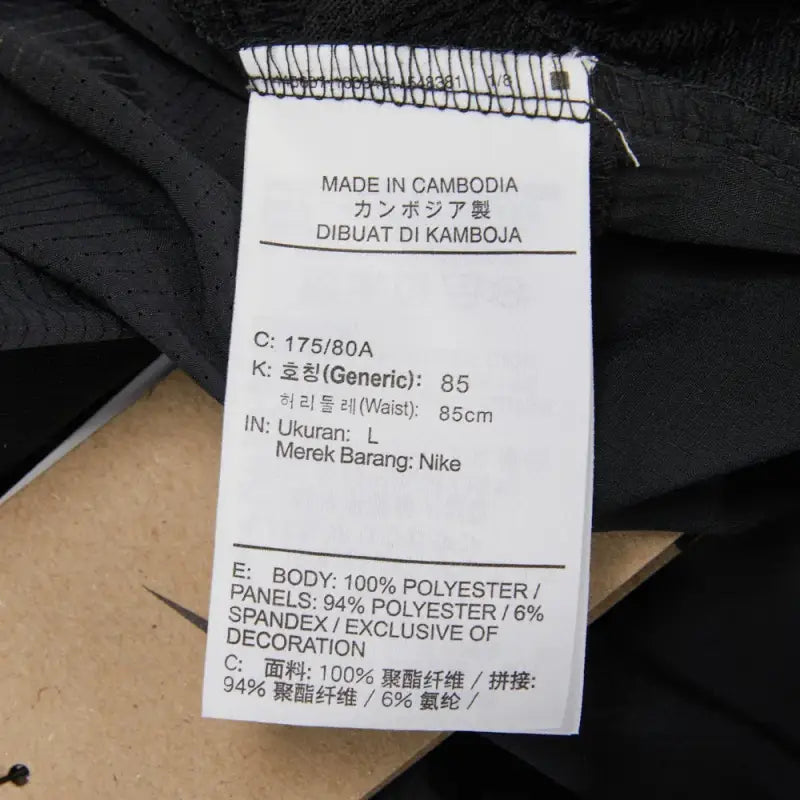 1/8
MADE IN CAMBODIA
カンボジア製
DIBUAT DI KAMBOJA
C: 175/80A
K: 호칭(Generic): 85
허리둘레(Waist): 85cm
IN: Ukuran: L
Merek Barang: Nike
E: BODY: 100% POLYESTER /
PANELS: 94% POLYESTER / 6%
SPANDEX / EXCLUSIVE OF
DECORATION
C: 面料: 100% 聚酯纤维 / 拼接:
94% 聚酯纤维 / 6% 氨纶 /